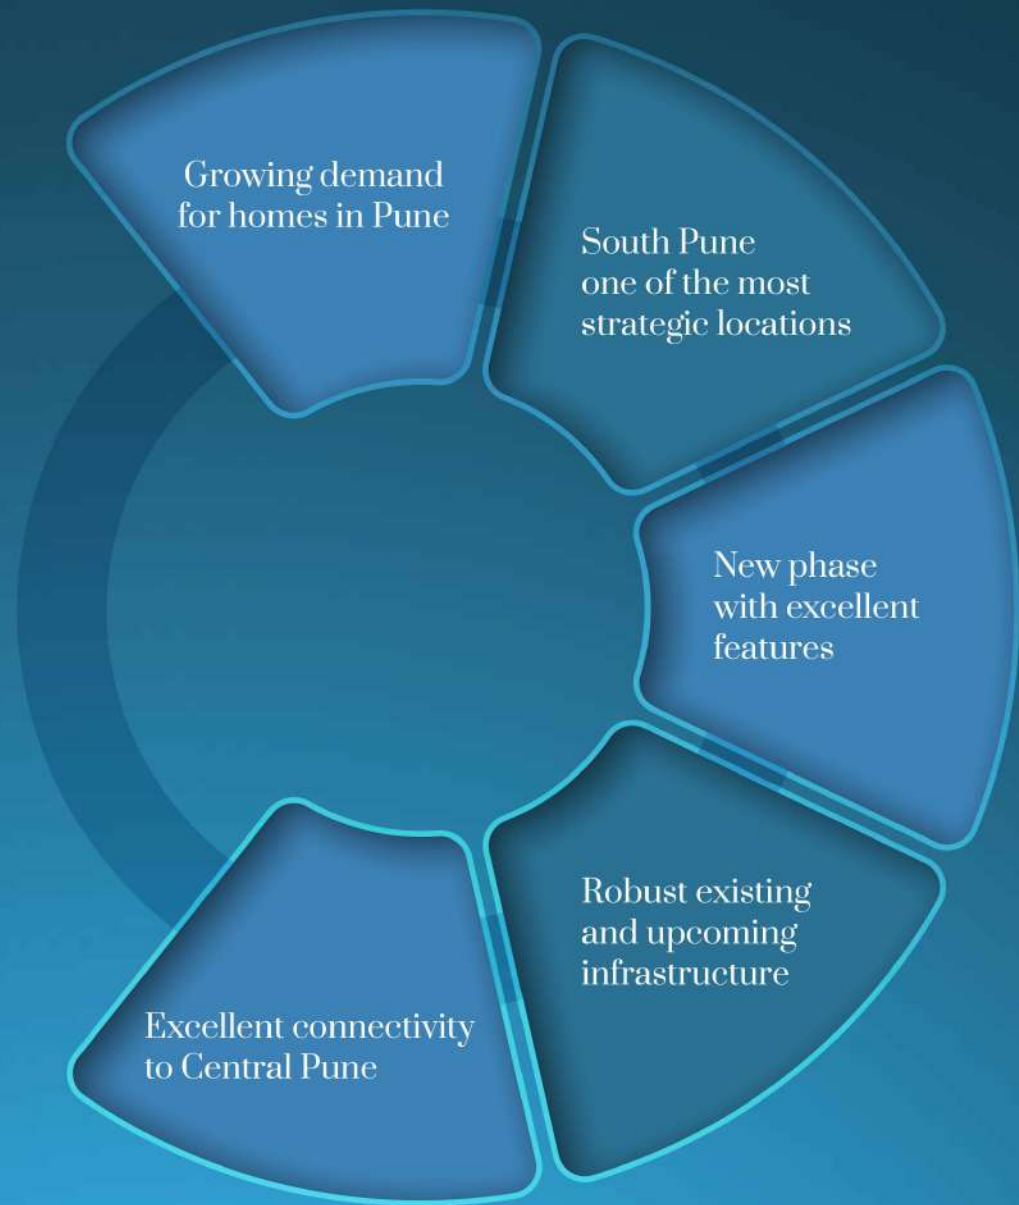 Growing demand
for homes in Pune
South Pune
one of the most
strategic locations
New phase
with excellent
features
Robust existing
and upcoming
infrastructure
Excellent connectivity
to Central Pune